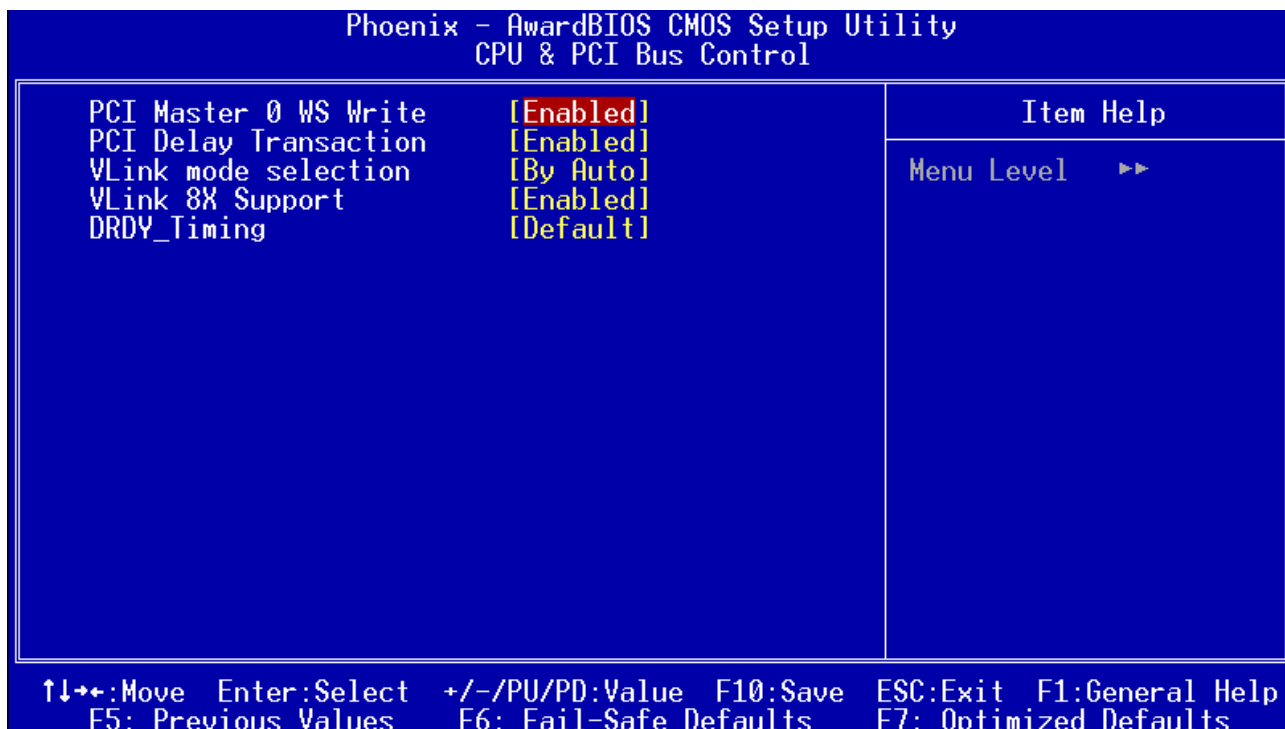 Phoenix - AwardBIOS CMOS Setup Utility
CPU & PCI Bus Control
PCI Master 0 WS Write [Enabled]
PCI Delay Transaction [Enabled]
VLink mode selection [By Auto]
VLink 8X Support [Enabled]
DRDY_Timing [Default]
Item Help
Menu Level ►►
↑↓→←:Move Enter:Select +/-/PU/PD:Value F10:Save ESC:Exit F1:General Help
F5: Previous Values F6: Fail-Safe Defaults F7: Optimized Defaults